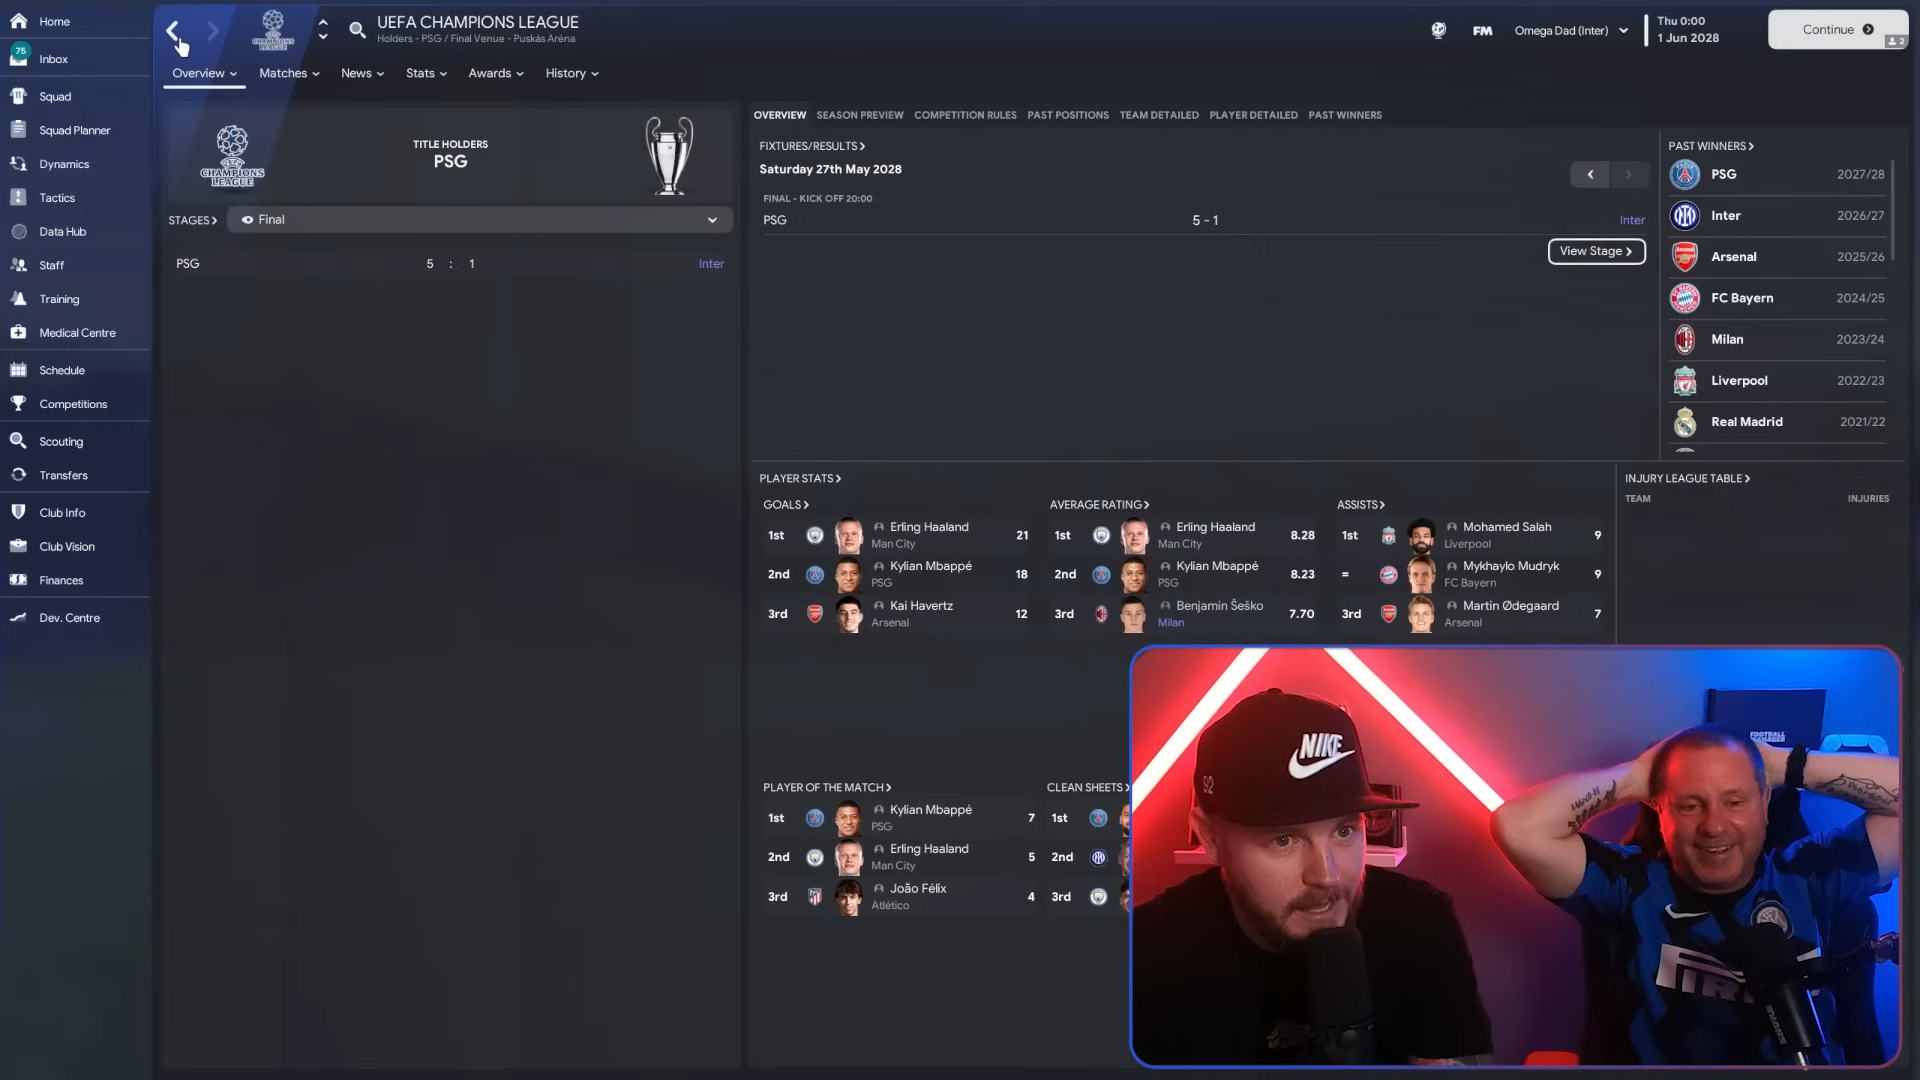 Home
75
Inbox
Squad
Squad Planner
Dynamics
Tactics
Data Hub
Staff
Training
Medical Centre
Schedule
Competitions
Scouting
Transfers
Club Info
Club Vision
Finances
Dev. Centre
CHAMPIONS LEAGUE
UEFA CHAMPIONS LEAGUE
Holders - PSG / Final Venue - Puskás Aréna
FM
Omega Dad (Inter)
Thu 0:00
1 Jun 2028
Continue
2
Overview
Matches
News
Stats
Awards
History
CHAMPIONS LEAGUE
TITLE HOLDERS
PSG
STAGES
Final
PSG 5 : 1 Inter
OVERVIEW SEASON PREVIEW COMPETITION RULES PAST POSITIONS TEAM DETAILED PLAYER DETAILED PAST WINNERS
FIXTURES/RESULTS
Saturday 27th May 2028
FINAL - KICK OFF 20:00
PSG 5 - 1 Inter
View Stage
PAST WINNERS
PSG 2027/28
Inter 2026/27
Arsenal 2025/26
FC Bayern 2024/25
Milan 2023/24
Liverpool 2022/23
Real Madrid 2021/22
PLAYER STATS
GOALS
1st Erling Haaland 21
Man City
2nd Kylian Mbappé 18
PSG
3rd Kai Havertz 12
Arsenal
AVERAGE RATING
1st Erling Haaland 8.28
Man City
2nd Kylian Mbappé 8.23
PSG
3rd Benjamin Šeško 7.70
Milan
ASSISTS
1st Mohamed Salah 9
Liverpool
= Mykhaylo Mudryk 9
FC Bayern
3rd Martin Ødegaard 7
Arsenal
INJURY LEAGUE TABLE
TEAM INJURIES
PLAYER OF THE MATCH
1st Kylian Mbappé 7
PSG
2nd Erling Haaland 5
Man City
3rd João Félix 4
Atlético
CLEAN SHEETS
1st
2nd
3rd
NIKE
92
FOOTBALL
MANAGER